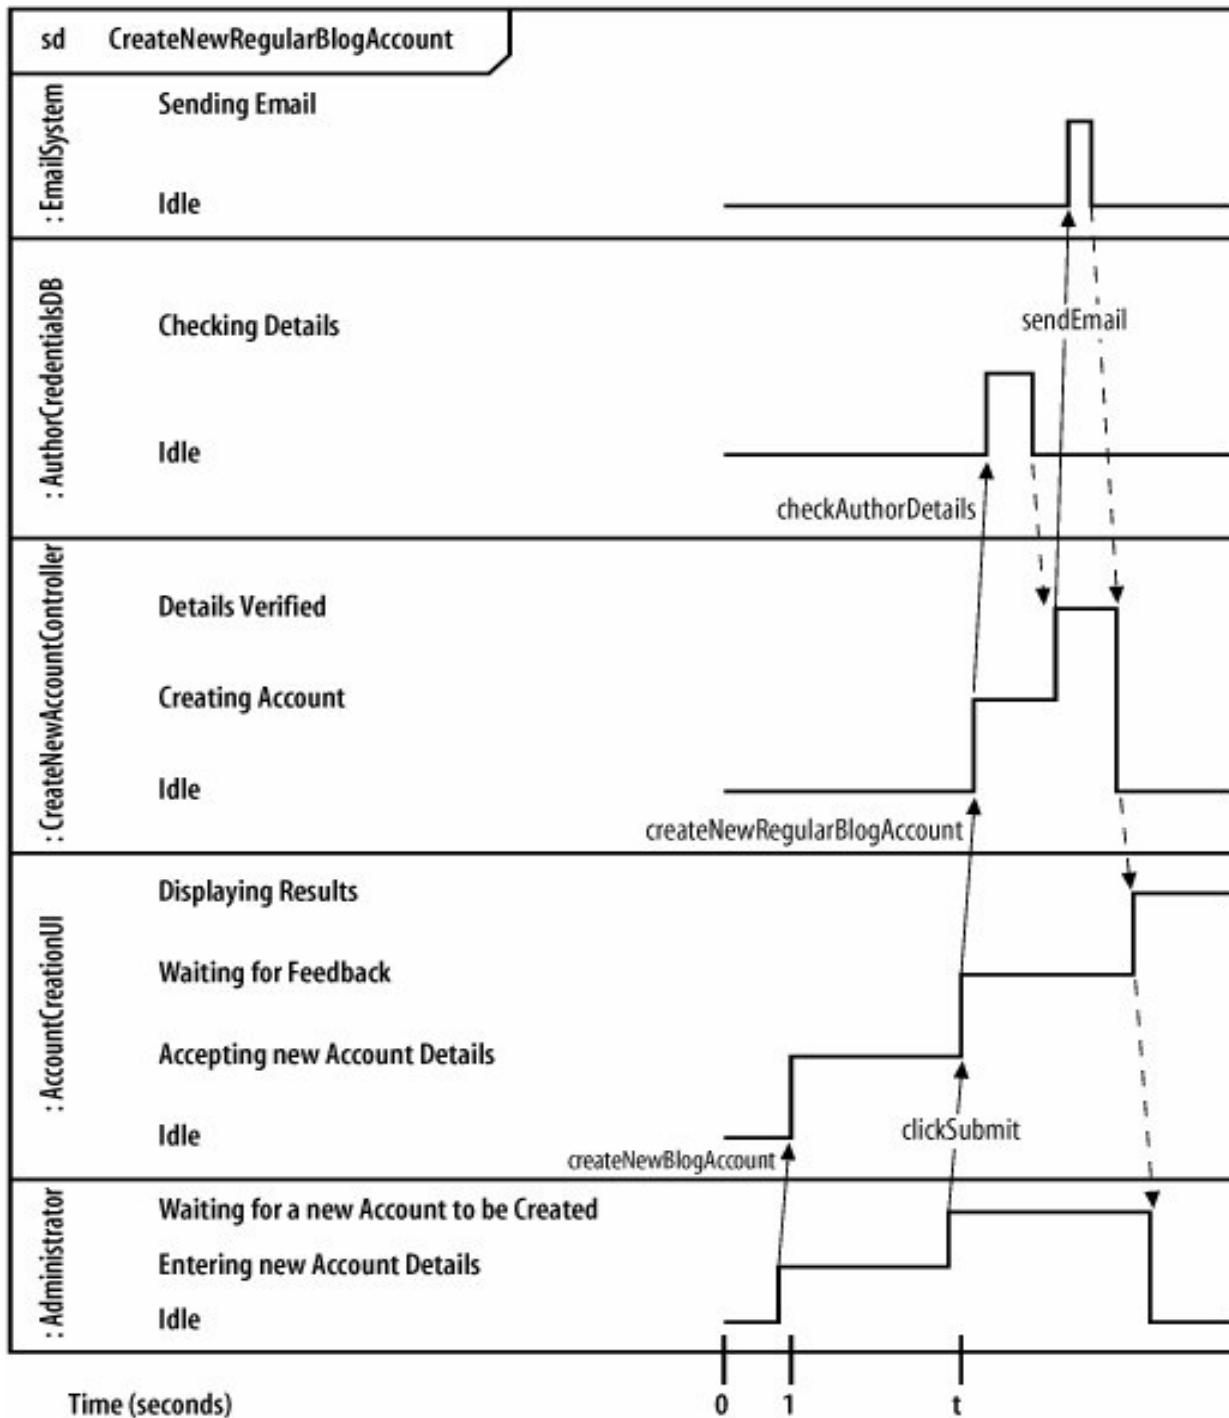 sd CreateNewRegularBlogAccount
: EmailSystem
Sending Email
Idle
: AuthorCredentialsDB
Checking Details
sendEmail
Idle
checkAuthorDetails
: CreateNewAccountController
Details Verified
Creating Account
Idle
createNewRegularBlogAccount
: AccountCreationUI
Displaying Results
Waiting for Feedback
Accepting new Account Details
clickSubmit
Idle
createNewBlogAccount
: Administrator
Waiting for a new Account to be Created
Entering new Account Details
Idle
Time (seconds) 0 1 t